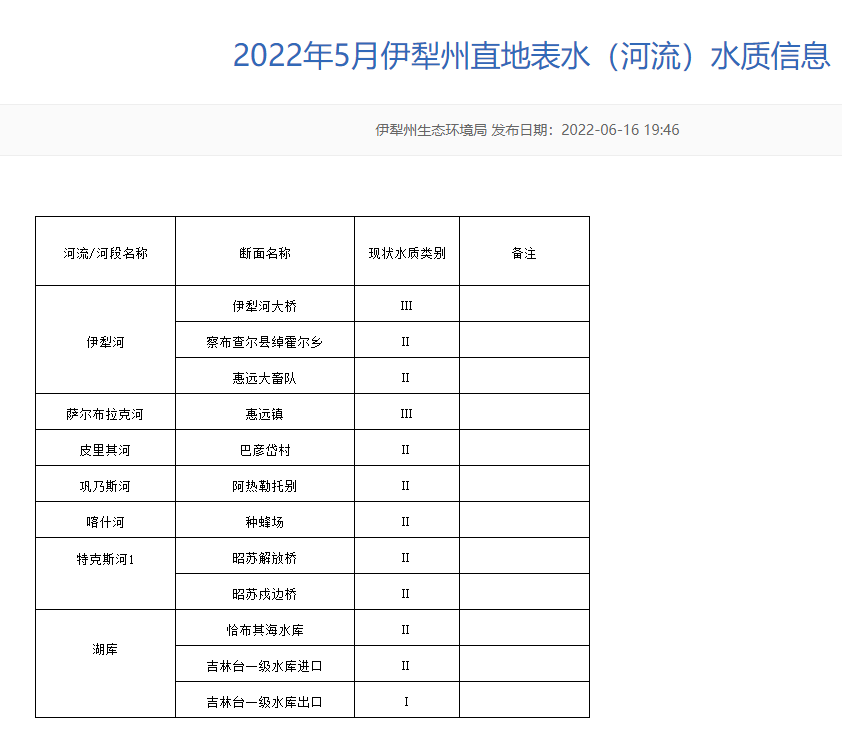 2022年5月伊犁州直地表水（河流）水质信息
伊犁州生态环境局 发布日期：2022-06-16 19:46
河流/河段名称 断面名称 现状水质类别 备注
伊犁河大桥 III
伊犁河 察布查尔县绰霍尔乡 II
惠远大畜队 II
萨尔布拉克河 惠远镇 III
皮里其河 巴彦岱村 II
巩乃斯河 阿热勒托别 II
喀什河 种蜂场 II
特克斯河1 昭苏解放桥 II
昭苏戍边桥 II
恰布其海水库 II
湖库 吉林台一级水库进口 II
吉林台一级水库出口 I